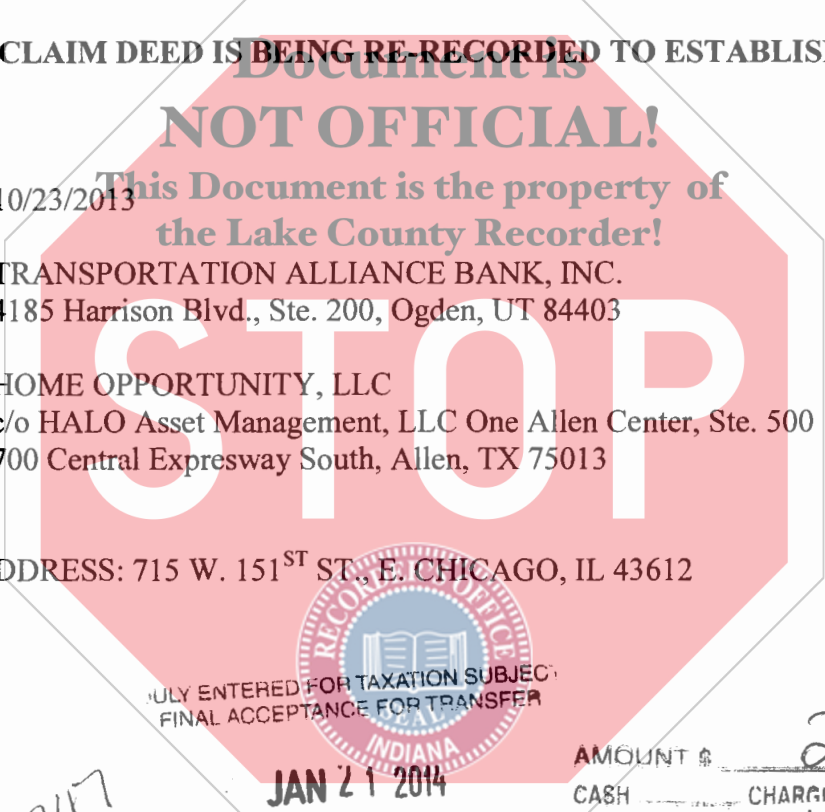 CLAIM DEED IS BEING RE-RECORDED TO ESTABLIS
Document is
NOT OFFICIAL!
This Document is the property of
the Lake County Recorder!
10/23/2013
TRANSPORTATION ALLIANCE BANK, INC.
4185 Harrison Blvd., Ste. 200, Ogden, UT 84403
HOME OPPORTUNITY, LLC
c/o HALO Asset Management, LLC One Allen Center, Ste. 500
700 Central Expresway South, Allen, TX 75013
STOP
DDRESS: 715 W. 151ST ST., E. CHICAGO, IL 43612
RECORDER OFFICE
SEAL
INDIANA
ULY ENTERED FOR TAXATION SUBJEC
FINAL ACCEPTANCE FOR TRANSFER
JAN 21 2014
AMOUNT $
CASH CHARG